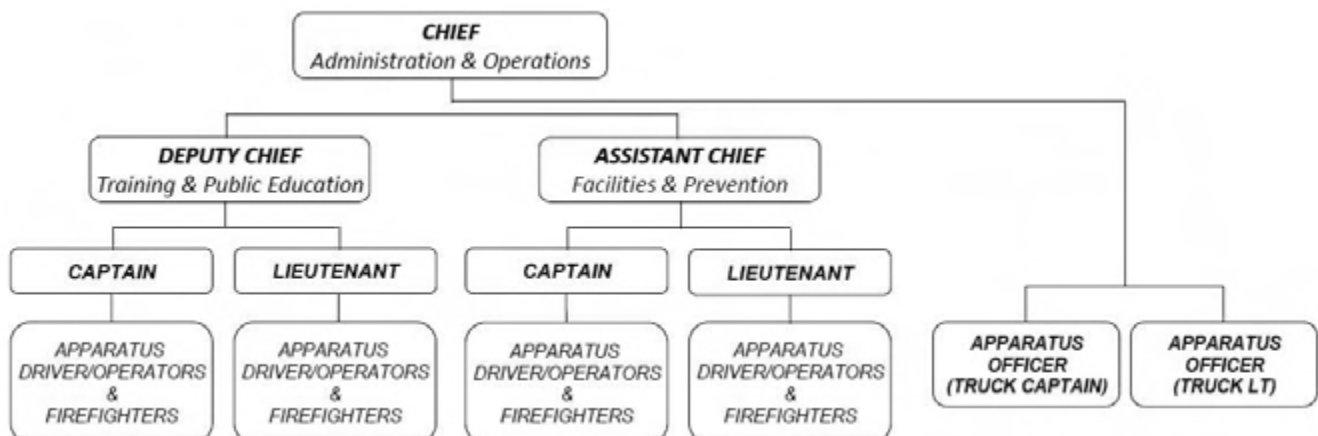 CHIEF
Administration & Operations
DEPUTY CHIEF
Training & Public Education
ASSISTANT CHIEF
Facilities & Prevention
CAPTAIN
LIEUTENANT
CAPTAIN
LIEUTENANT
APPARATUS
DRIVER/OPERATORS
&
FIREFIGHTERS
APPARATUS
DRIVER/OPERATORS
&
FIREFIGHTERS
APPARATUS
DRIVER/OPERATORS
&
FIREFIGHTERS
APPARATUS
DRIVER/OPERATORS
&
FIREFIGHTERS
APPARATUS
OFFICER
(TRUCK CAPTAIN)
APPARATUS
OFFICER
(TRUCK LT)